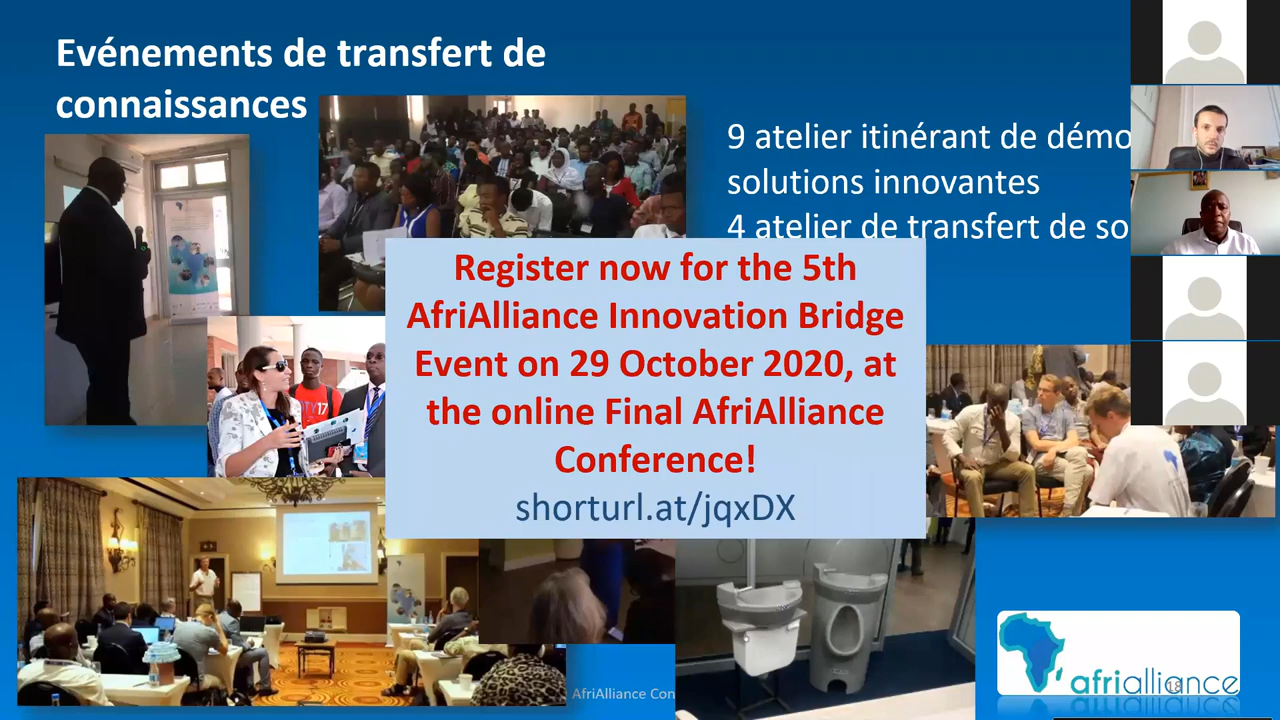 Evénements de transfert de
connaissances
9 atelier itinérant de démo
solutions innovantes
4 atelier de transfert de so
Register now for the 5th
AfriAlliance Innovation Bridge
Event on 29 October 2020, at
the online Final AfriAlliance
Conference!
shorturl.at/jqxDX
AfriAlliance Con
afrialliance